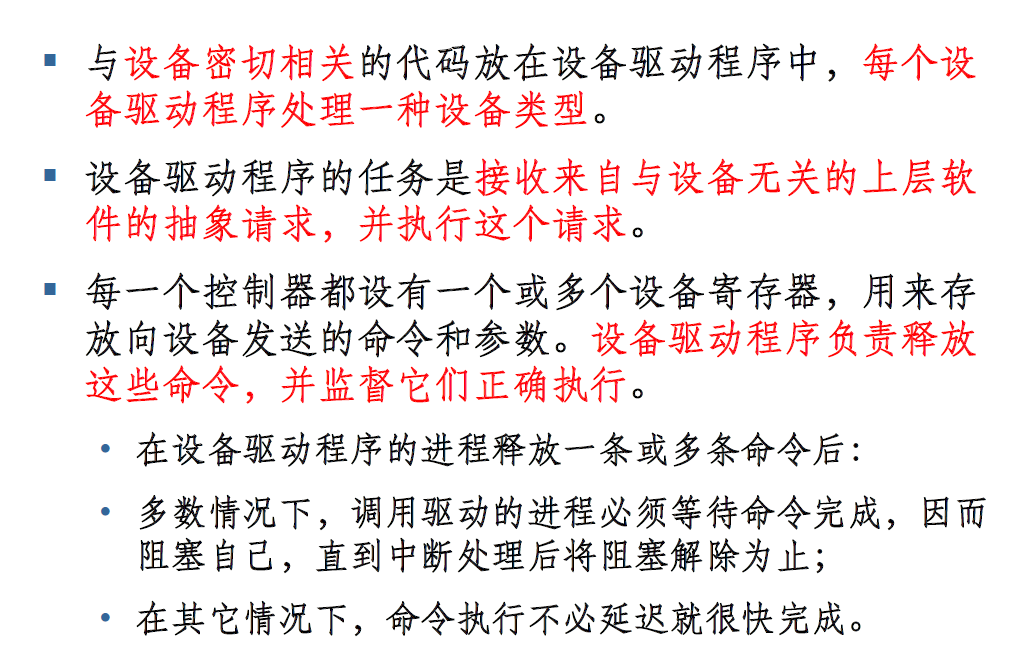 ▪ 与设备密切相关的代码放在设备驱动程序中，每个设
备驱动程序处理一种设备类型。
▪ 设备驱动程序的任务是接收来自与设备无关的上层软
件的抽象请求，并执行这个请求。
▪ 每一个控制器都设有一个或多个设备寄存器，用来存
放向设备发送的命令和参数。设备驱动程序负责释放
这些命令，并监督它们正确执行。
• 在设备驱动程序的进程释放一条或多条命令后：
• 多数情况下，调用驱动的进程必须等待命令完成，因而
阻塞自己，直到中断处理后将阻塞解除为止；
• 在其它情况下，命令执行不必延迟就很快完成。